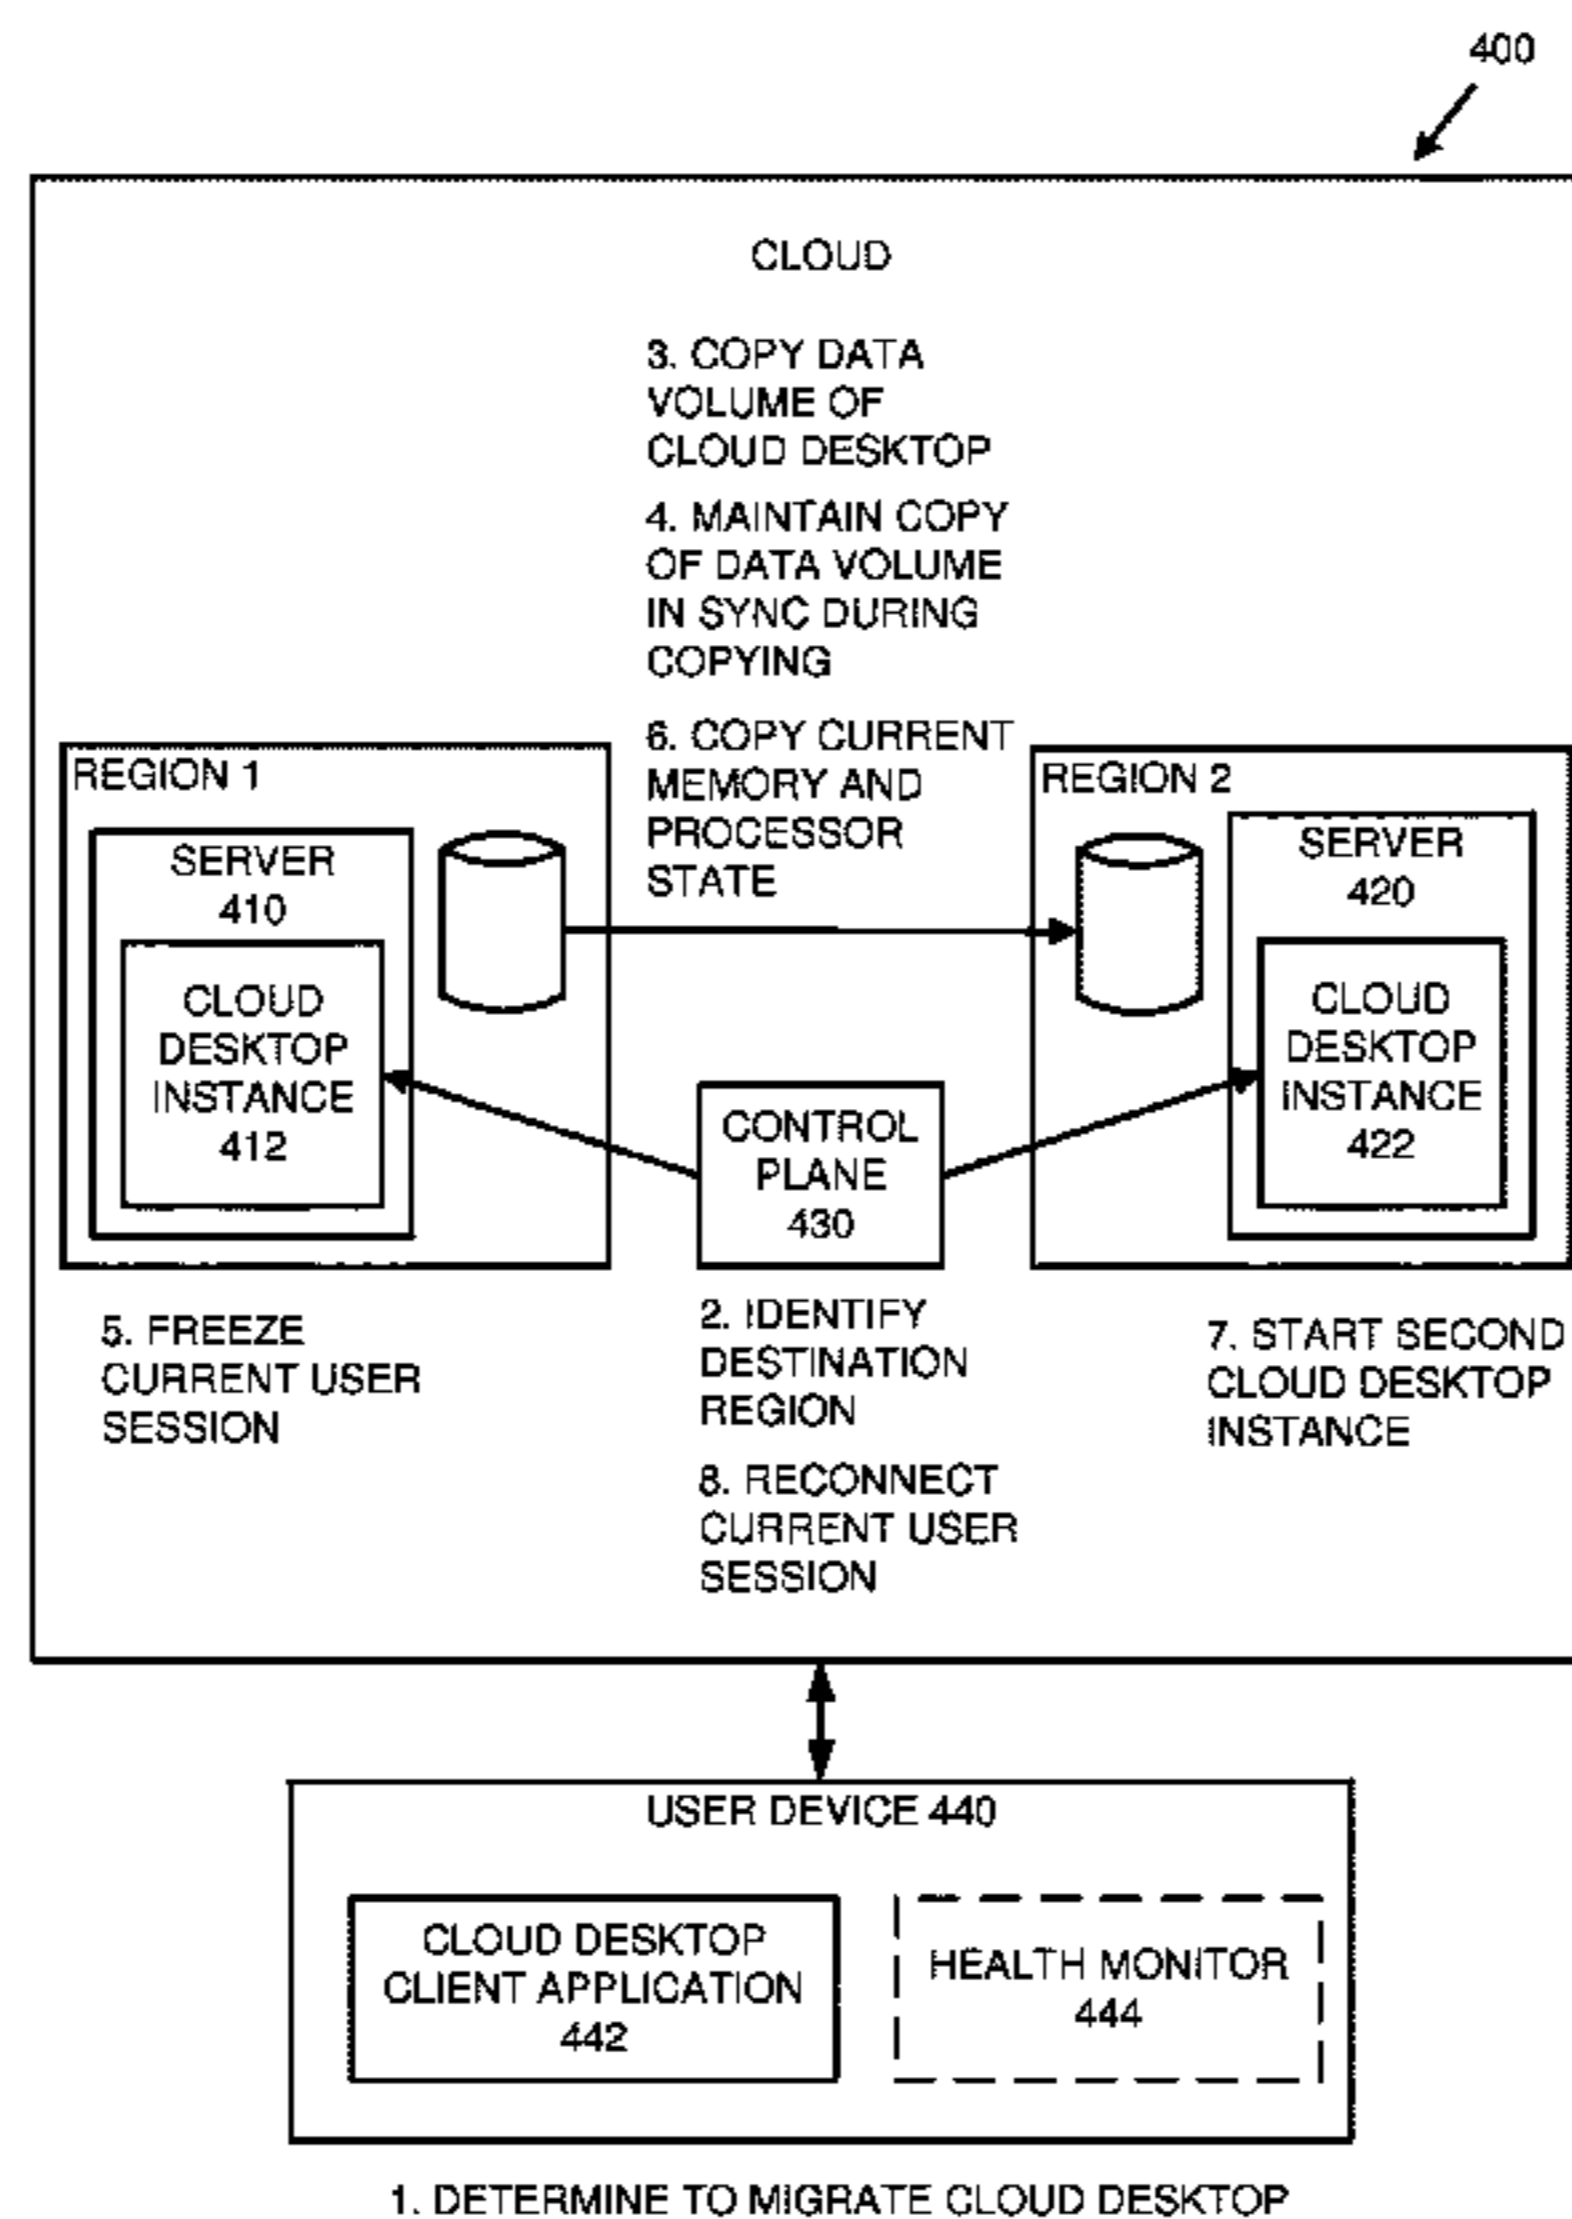 400
CLOUD
3. COPY DATA
VOLUME OF
CLOUD DESKTOP
4. MAINTAIN COPY
OF DATA VOLUME
IN SYNC DURING
COPYING
6. COPY CURRENT
MEMORY AND
PROCESSOR
STATE
REGION 1
SERVER
410
CLOUD
DESKTOP
INSTANCE
412
REGION 2
SERVER
420
CLOUD
DESKTOP
INSTANCE
422
CONTROL
PLANE
430
5. FREEZE
CURRENT USER
SESSION
2. IDENTIFY
DESTINATION
REGION
8. RECONNECT
CURRENT USER
SESSION
7. START SECOND
CLOUD DESKTOP
INSTANCE
USER DEVICE 440
CLOUD DESKTOP
CLIENT APPLICATION
442
HEALTH MONITOR
444
1. DETERMINE TO MIGRATE CLOUD DESKTOP